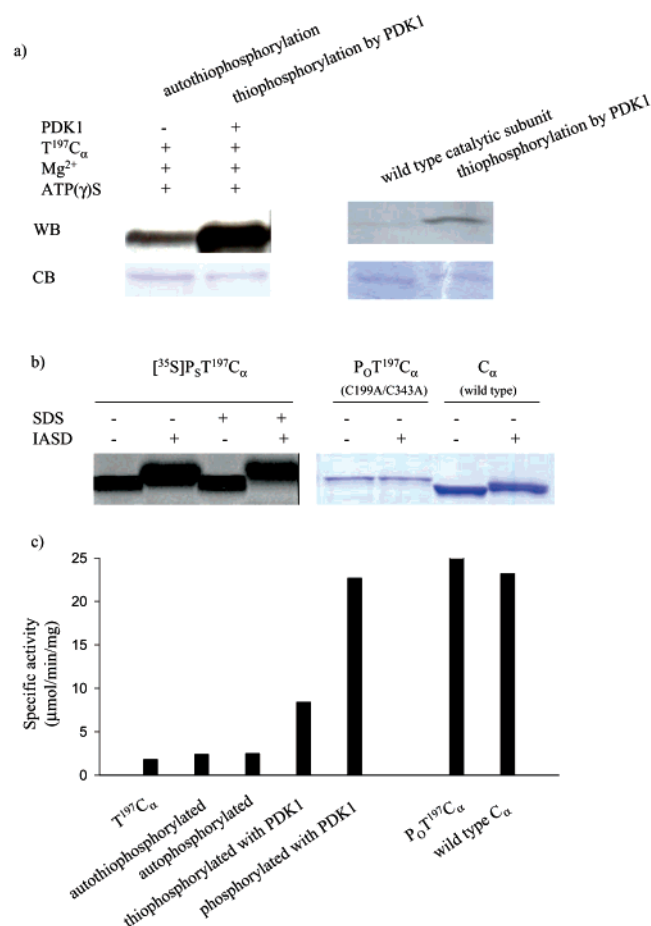 a)
autothiophosphorylation
thiophosphorylation by PDK1
PDK1 - +
T¹⁹⁷Cα + +
Mg²⁺ + +
ATP(γ)S + +
wild type catalytic subunit
thiophosphorylation by PDK1
WB
CB
b)
[³⁵S]PₛT¹⁹⁷Cα
PₒT¹⁹⁷Cα
(C199A/C343A)
Cα
(wild type)
SDS - - + + - - - -
IASD - + - + - + - +
c)
Specific activity
(μmol/min/mg)
25
20
15
10
5
0
T¹⁹⁷Cα
autothiophosphorylated
autophosphorylated
thiophosphorylated with PDK1
phosphorylated with PDK1
PₒT¹⁹⁷Cα
wild type Cα